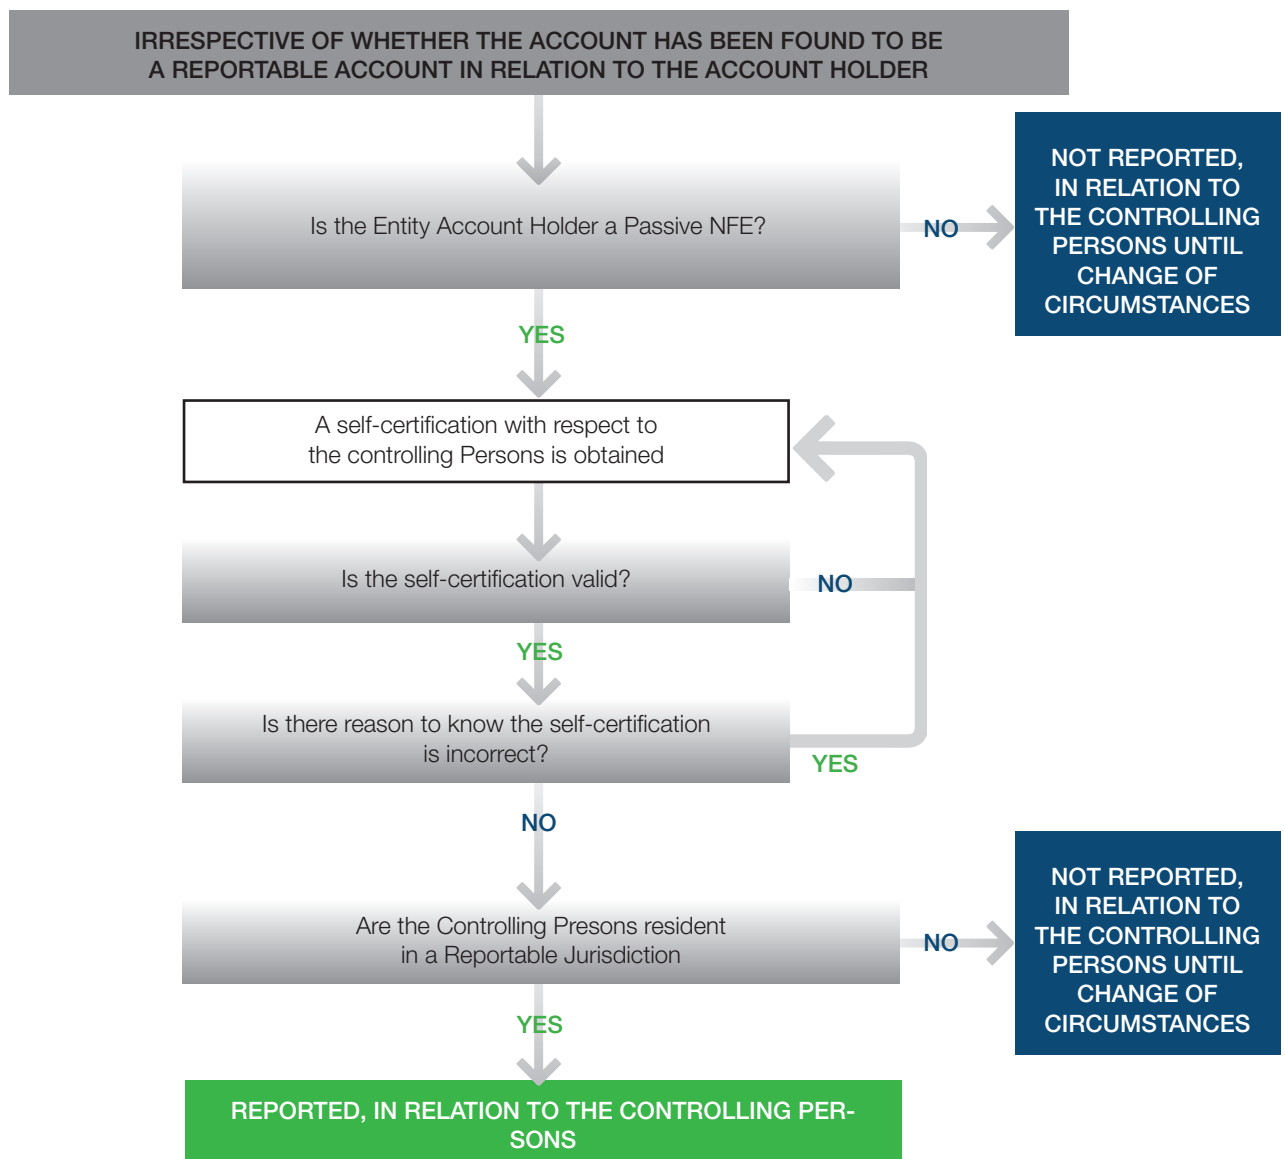 IRRESPECTIVE OF WHETHER THE ACCOUNT HAS BEEN FOUND TO BE
A REPORTABLE ACCOUNT IN RELATION TO THE ACCOUNT HOLDER
Is the Entity Account Holder a Passive NFE?
NO
NOT REPORTED,
IN RELATION TO
THE CONTROLLING
PERSONS UNTIL
CHANGE OF
CIRCUMSTANCES
YES
A self-certification with respect to
the controlling Persons is obtained
Is the self-certification valid?
NO
YES
Is there reason to know the self-certification
is incorrect?
YES
NO
Are the Controlling Presons resident
in a Reportable Jurisdiction
NO
NOT REPORTED,
IN RELATION TO
THE CONTROLLING
PERSONS UNTIL
CHANGE OF
CIRCUMSTANCES
YES
REPORTED, IN RELATION TO THE CONTROLLING PER-
SONS